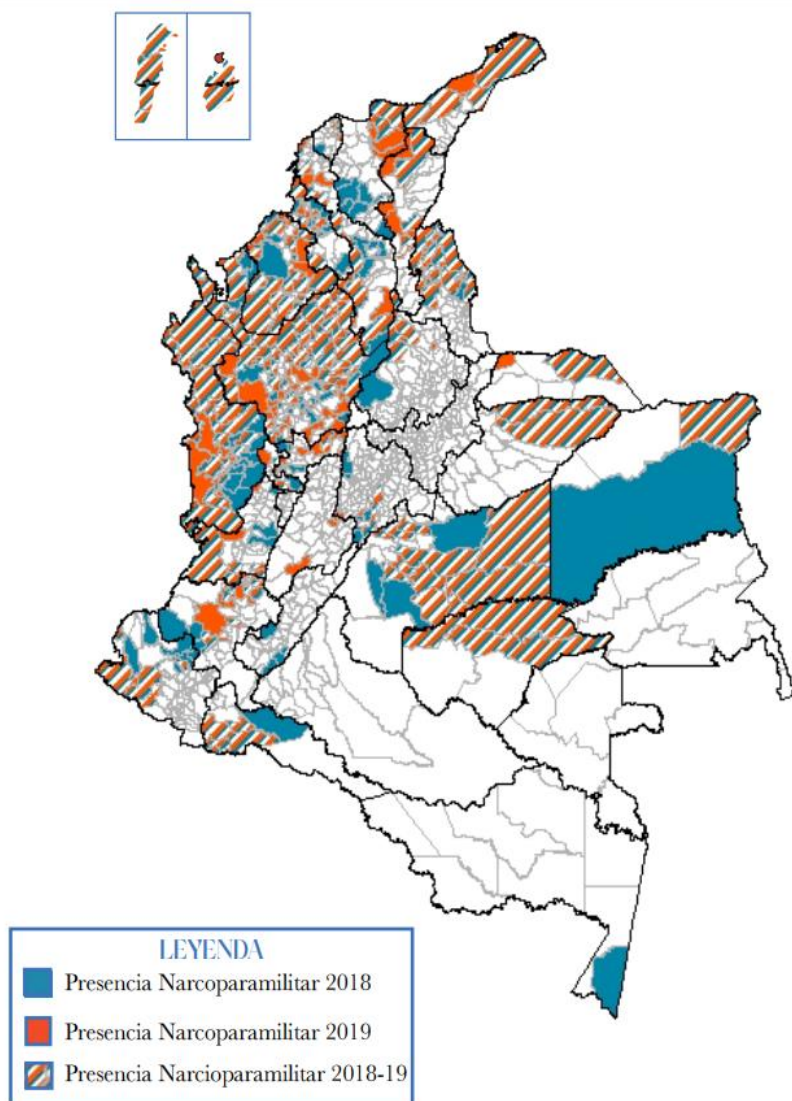 LEYENDA
Presencia Narcoparamilitar 2018
Presencia Narcoparamilitar 2019
Presencia Narcioparamilitar 2018-19